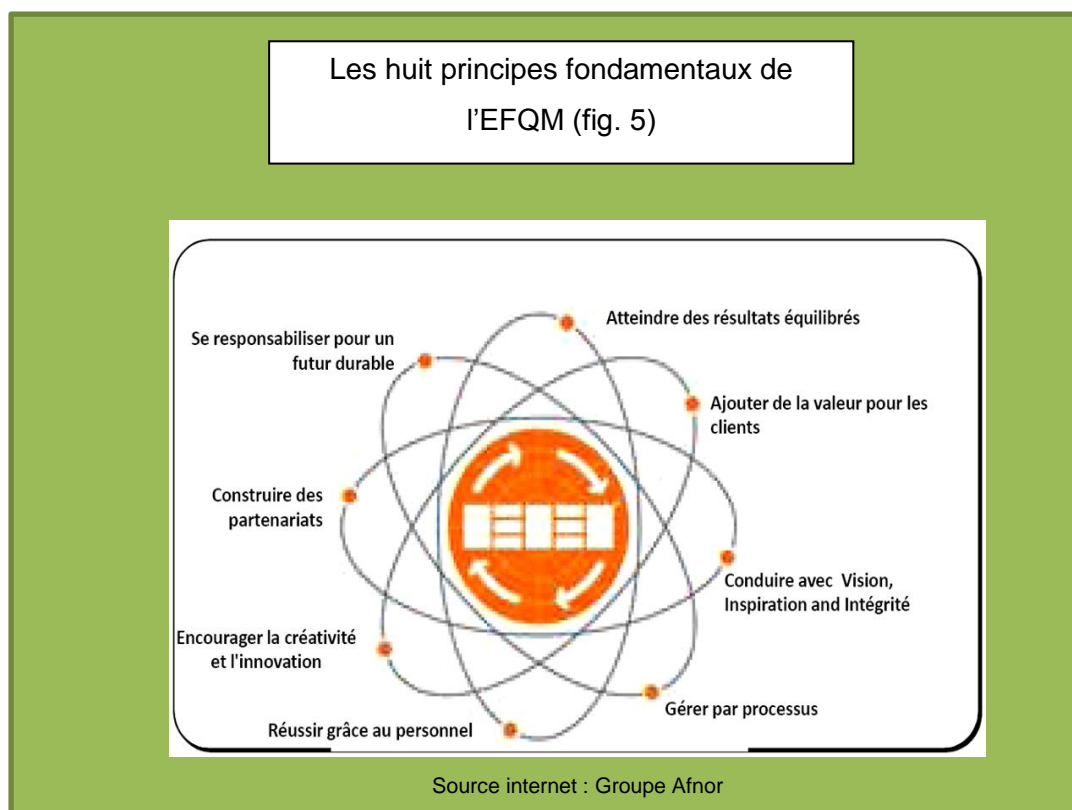 Les huit principes fondamentaux de
l'EFQM (fig. 5)
Atteindre des résultats équilibrés
Se responsabiliser pour un
futur durable
Ajouter de la valeur pour les
clients
Construire des
partenariats
Conduire avec Vision,
Inspiration and Intégrité
Encourager la créativité
et l'innovation
Gérer par processus
Réussir grâce au personnel
Source internet : Groupe Afnor